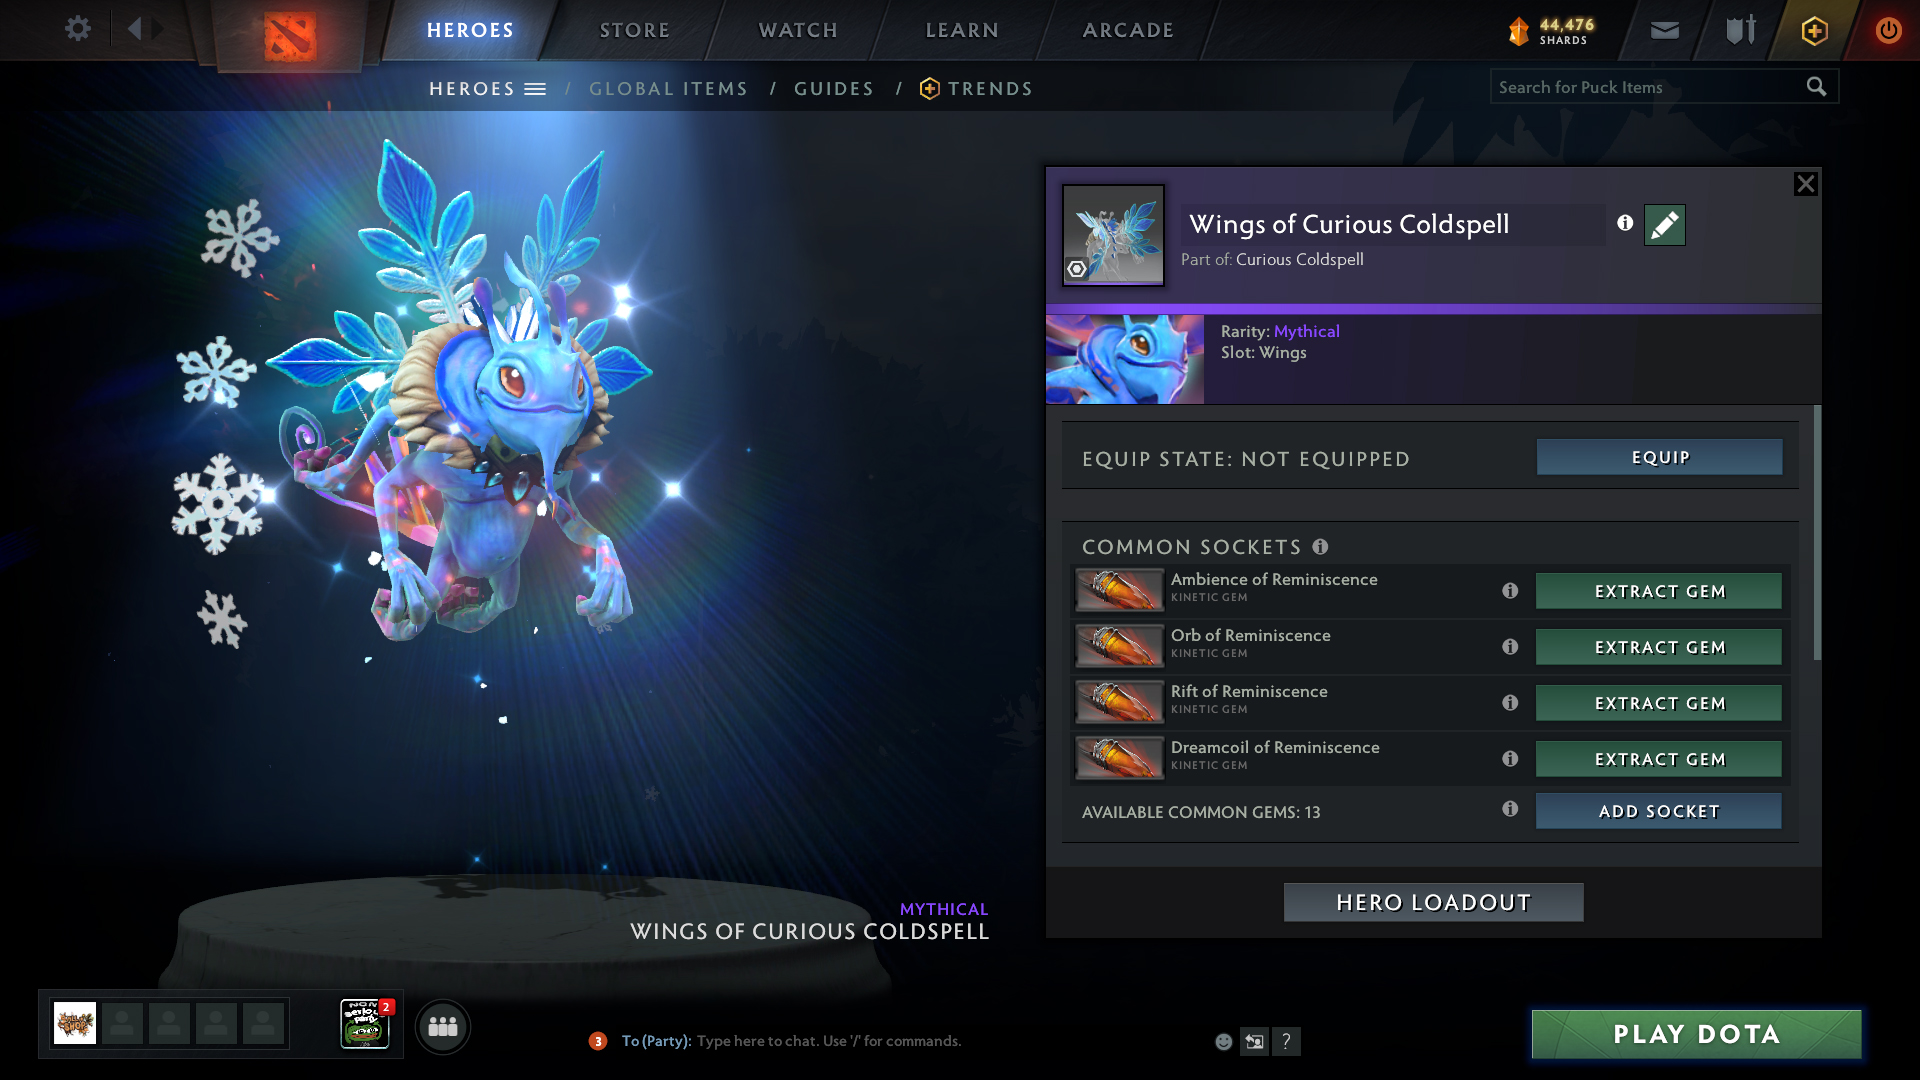 HEROES
STORE
WATCH
LEARN
ARCADE
44,476
SHARDS
HEROES / GLOBAL ITEMS / GUIDES / TRENDS
Search for Puck Items
Wings of Curious Coldspell
Part of: Curious Coldspell
Rarity: Mythical
Slot: Wings
EQUIP STATE: NOT EQUIPPED
EQUIP
COMMON SOCKETS
Ambience of Reminiscence
KINETIC GEM
EXTRACT GEM
Orb of Reminiscence
KINETIC GEM
EXTRACT GEM
Rift of Reminiscence
KINETIC GEM
EXTRACT GEM
Dreamcoil of Reminiscence
KINETIC GEM
EXTRACT GEM
AVAILABLE COMMON GEMS: 13
ADD SOCKET
HERO LOADOUT
MYTHICAL
WINGS OF CURIOUS COLDSPELL
2
3
To (Party): Type here to chat. Use '/' for commands.
?
PLAY DOTA